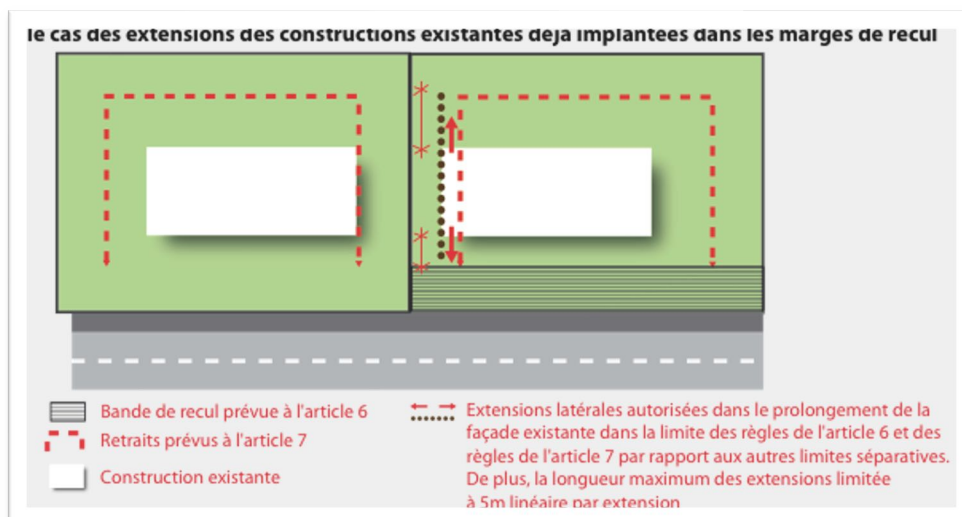 le cas des extensions des constructions existantes déjà implantées dans les marges de recul
Bande de recul prévue à l'article 6
Retraits prévus à l'article 7
Construction existante
Extensions latérales autorisées dans le prolongement de la
façade existante dans la limite des règles de l'article 6 et des
règles de l'article 7 par rapport aux autres limites séparatives.
De plus, la longueur maximum des extensions limitée
à 5m linéaire par extension